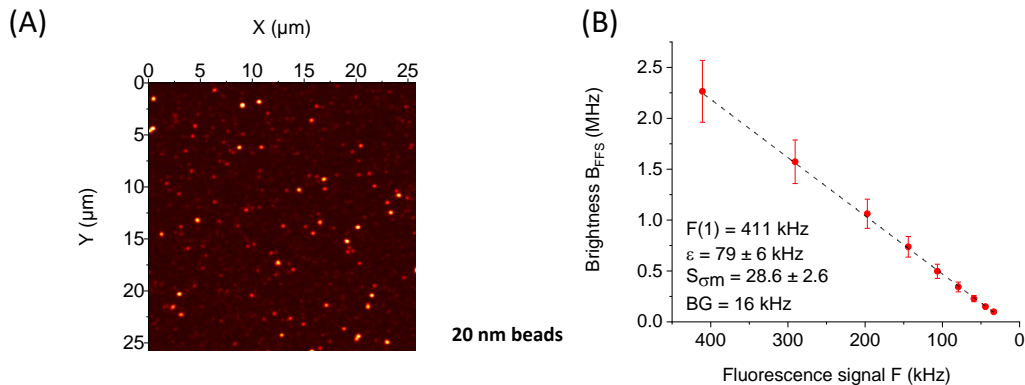 (A)
X (µm)
0 5 10 15 20 25
0
5
10
15
20
25
Y (µm)
20 nm beads
(B)
Brightness B_FFS (MHz)
2.5
2.0
1.5
1.0
0.5
0.0
F(1) = 411 kHz
ε = 79 ± 6 kHz
Sσm = 28.6 ± 2.6
BG = 16 kHz
400 300 200 100 0
Fluorescence signal F (kHz)